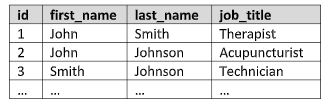 id first_name last_name job_title
1 John Smith Therapist
2 John Johnson Acupuncturist
3 Smith Johnson Technician
... ... ... ...